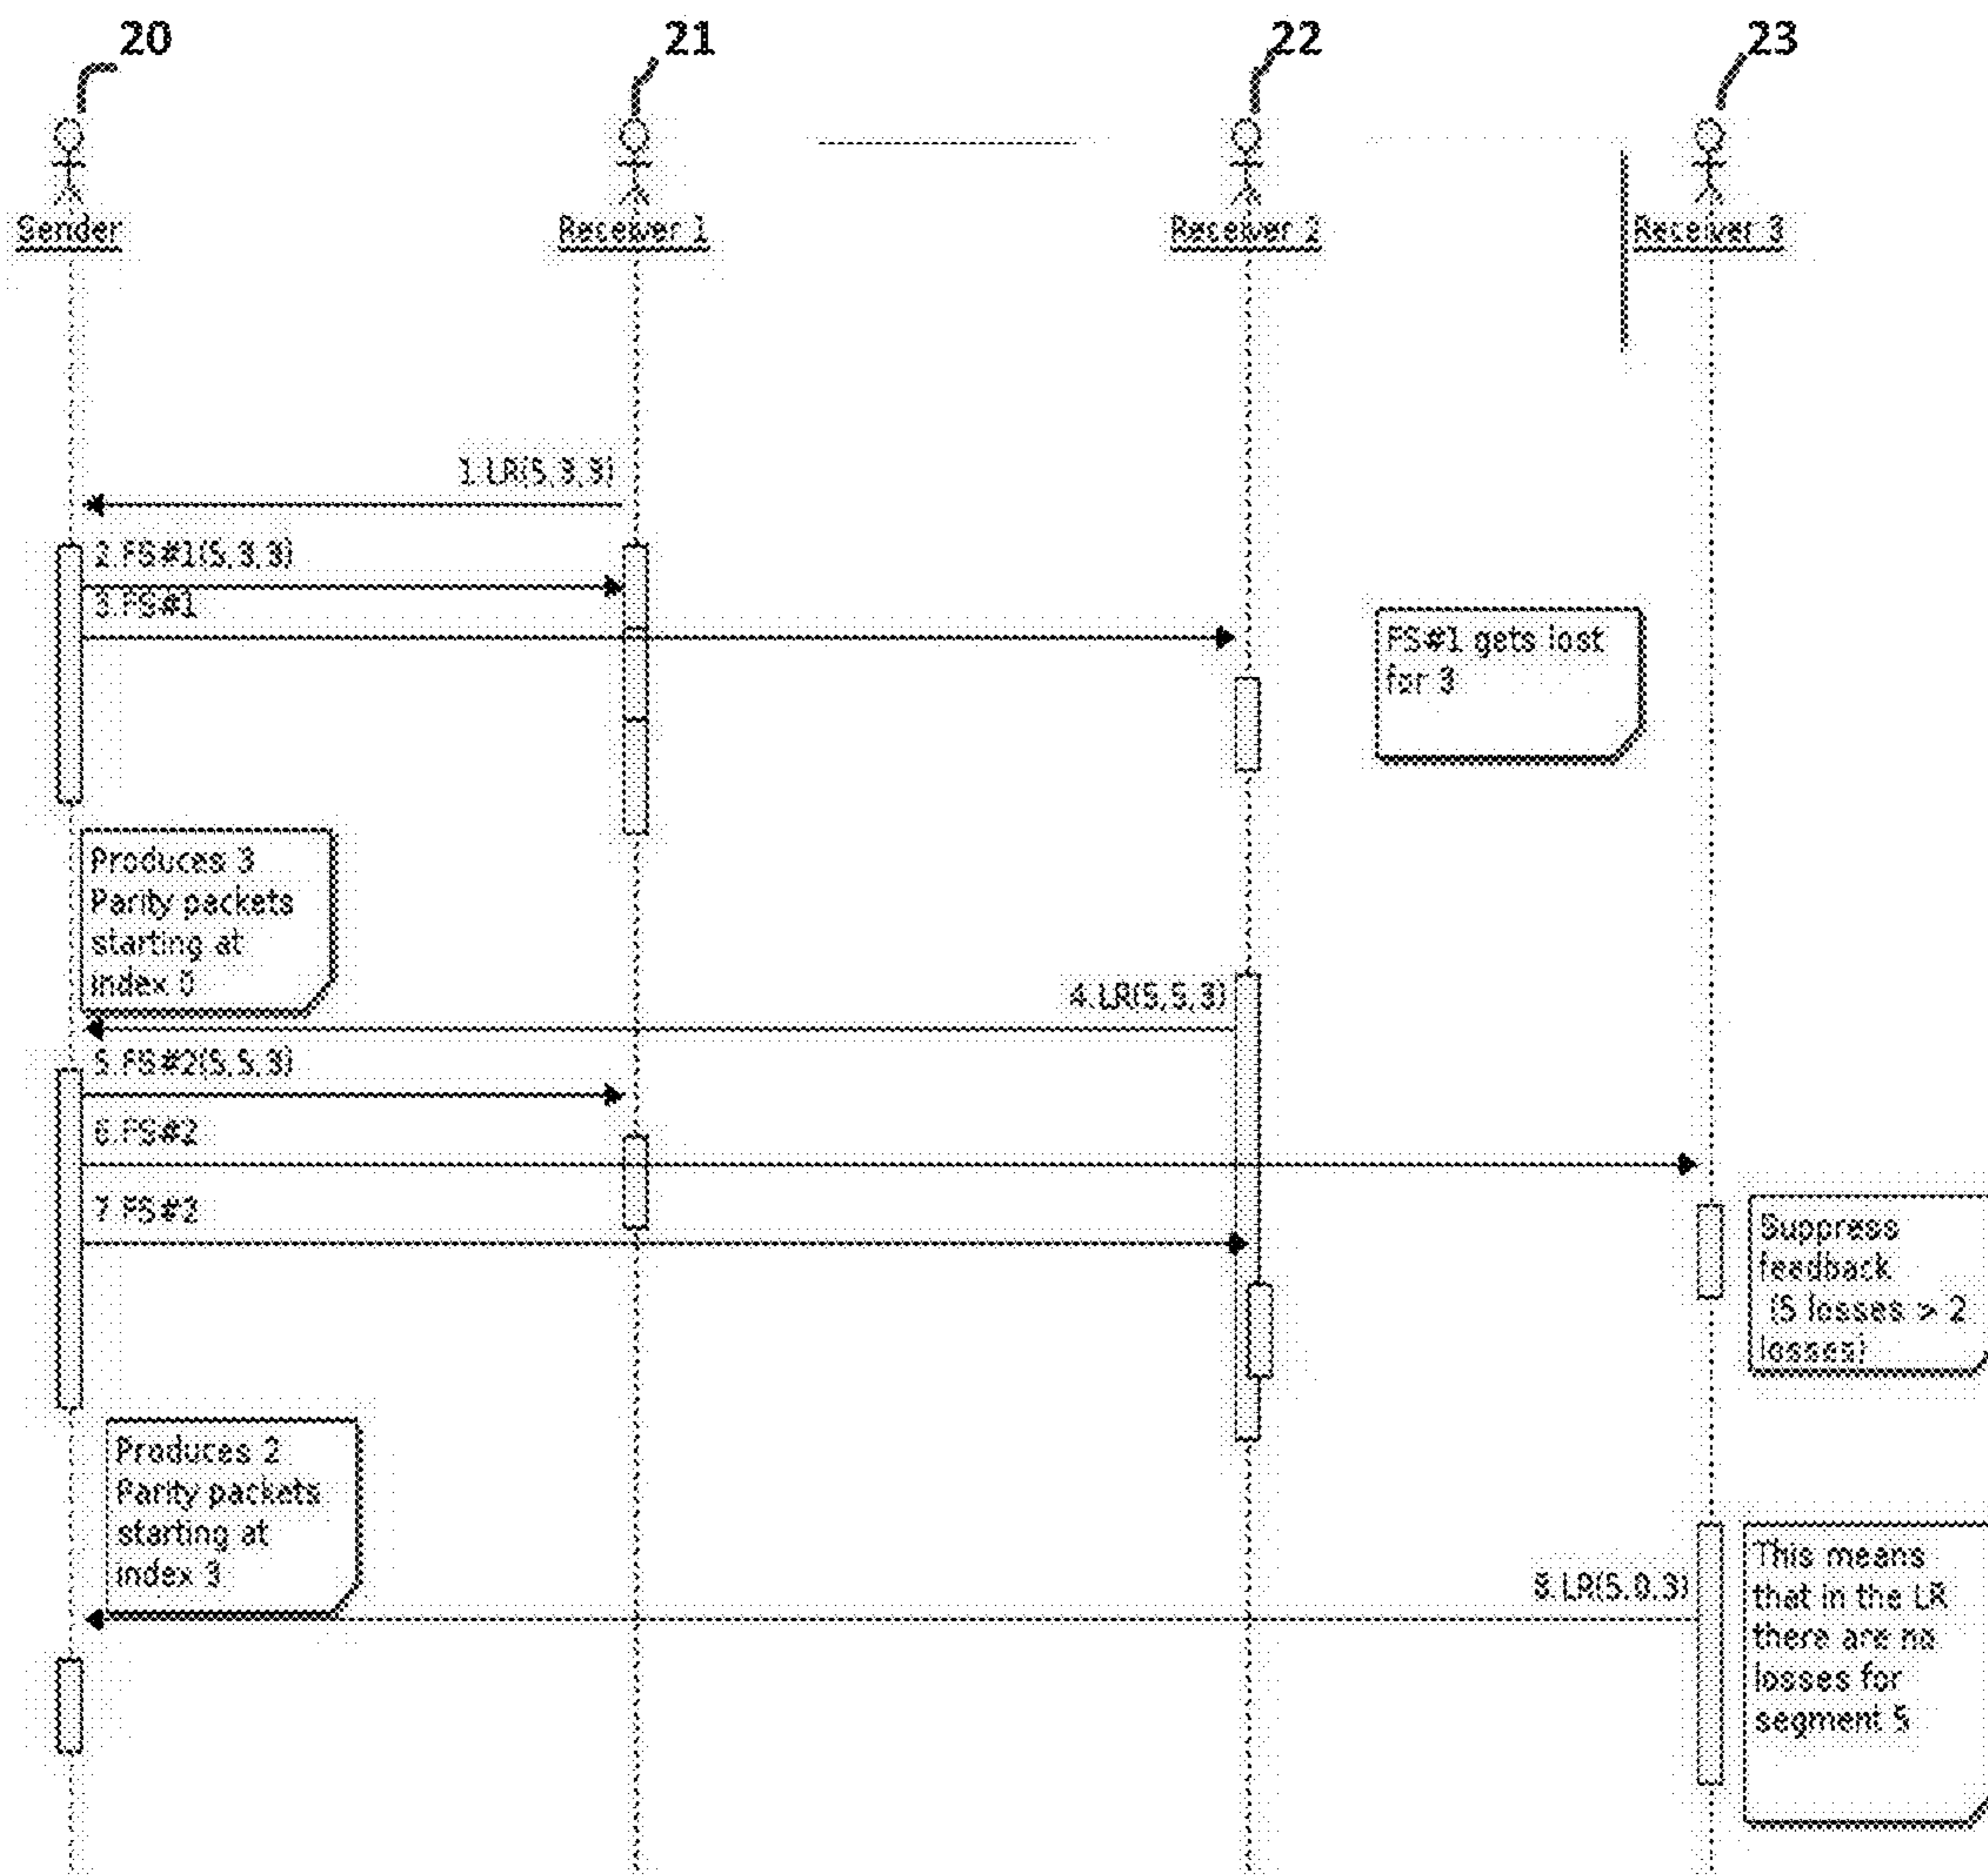 20
21
22
23
Sender
Receiver 1
Receiver 2
Receiver 3
1.LR(5,3,3)
2.FS#1(5,3,3)
3.FS#1
FS#1 gets lost
for 3
Produces 3
Parity packets
starting at
index 0
4.LR(5,5,3)
5.FS#2(5,5,3)
6.FS#2
7.FS#2
Suppress
feedback
(5 losses > 2
losses)
Produces 2
Parity packets
starting at
index 3
8.LR(5,0,3)
This means
that in the LR
there are no
losses for
segment 5